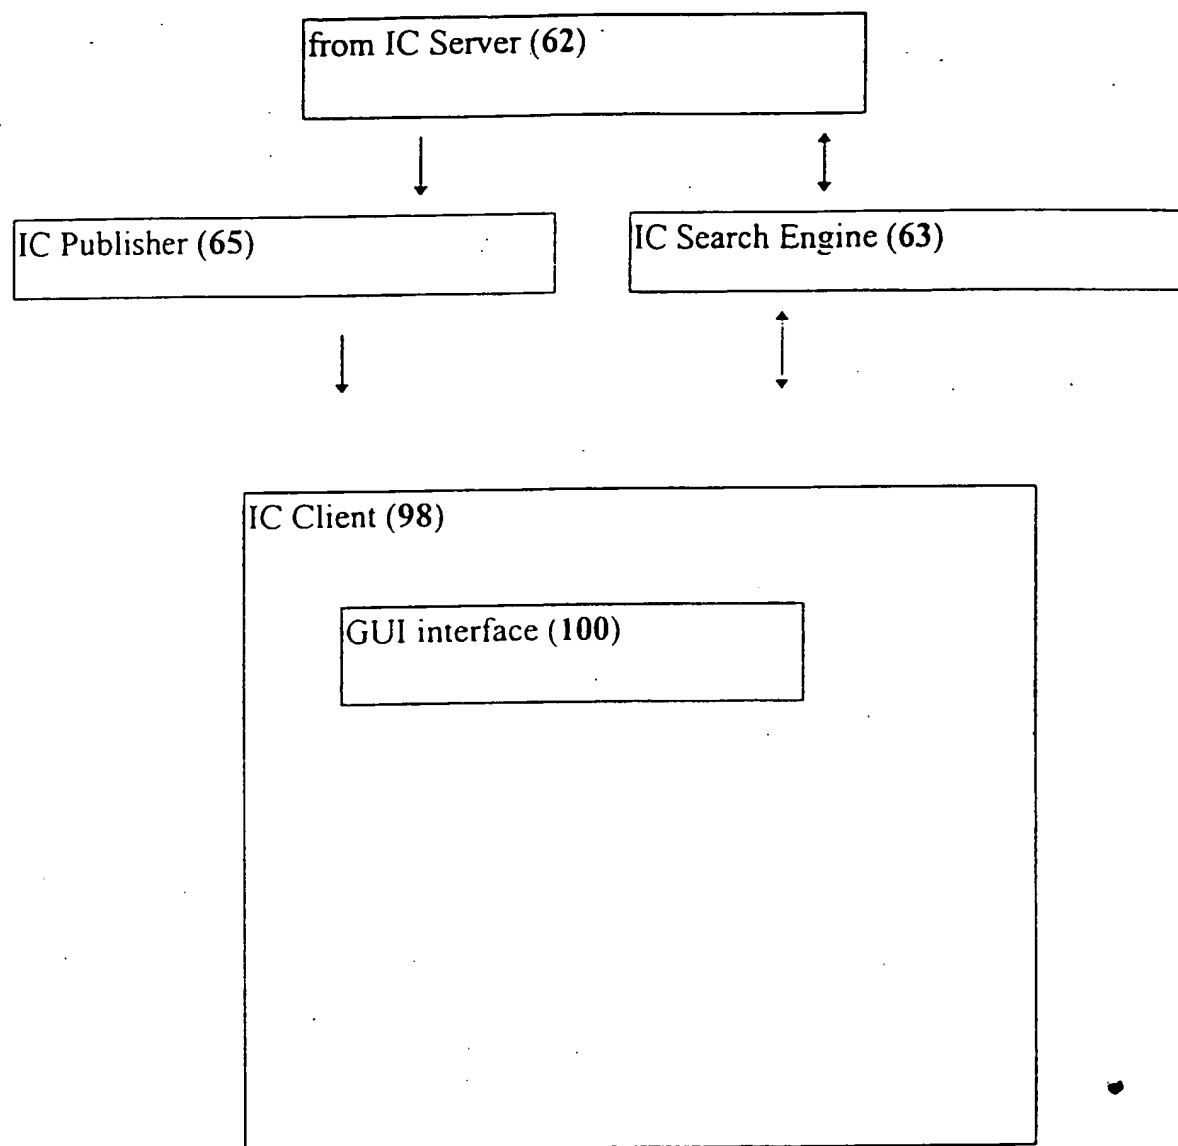 from IC Server (62)
IC Publisher (65)
IC Search Engine (63)
IC Client (98)
GUI interface (100)